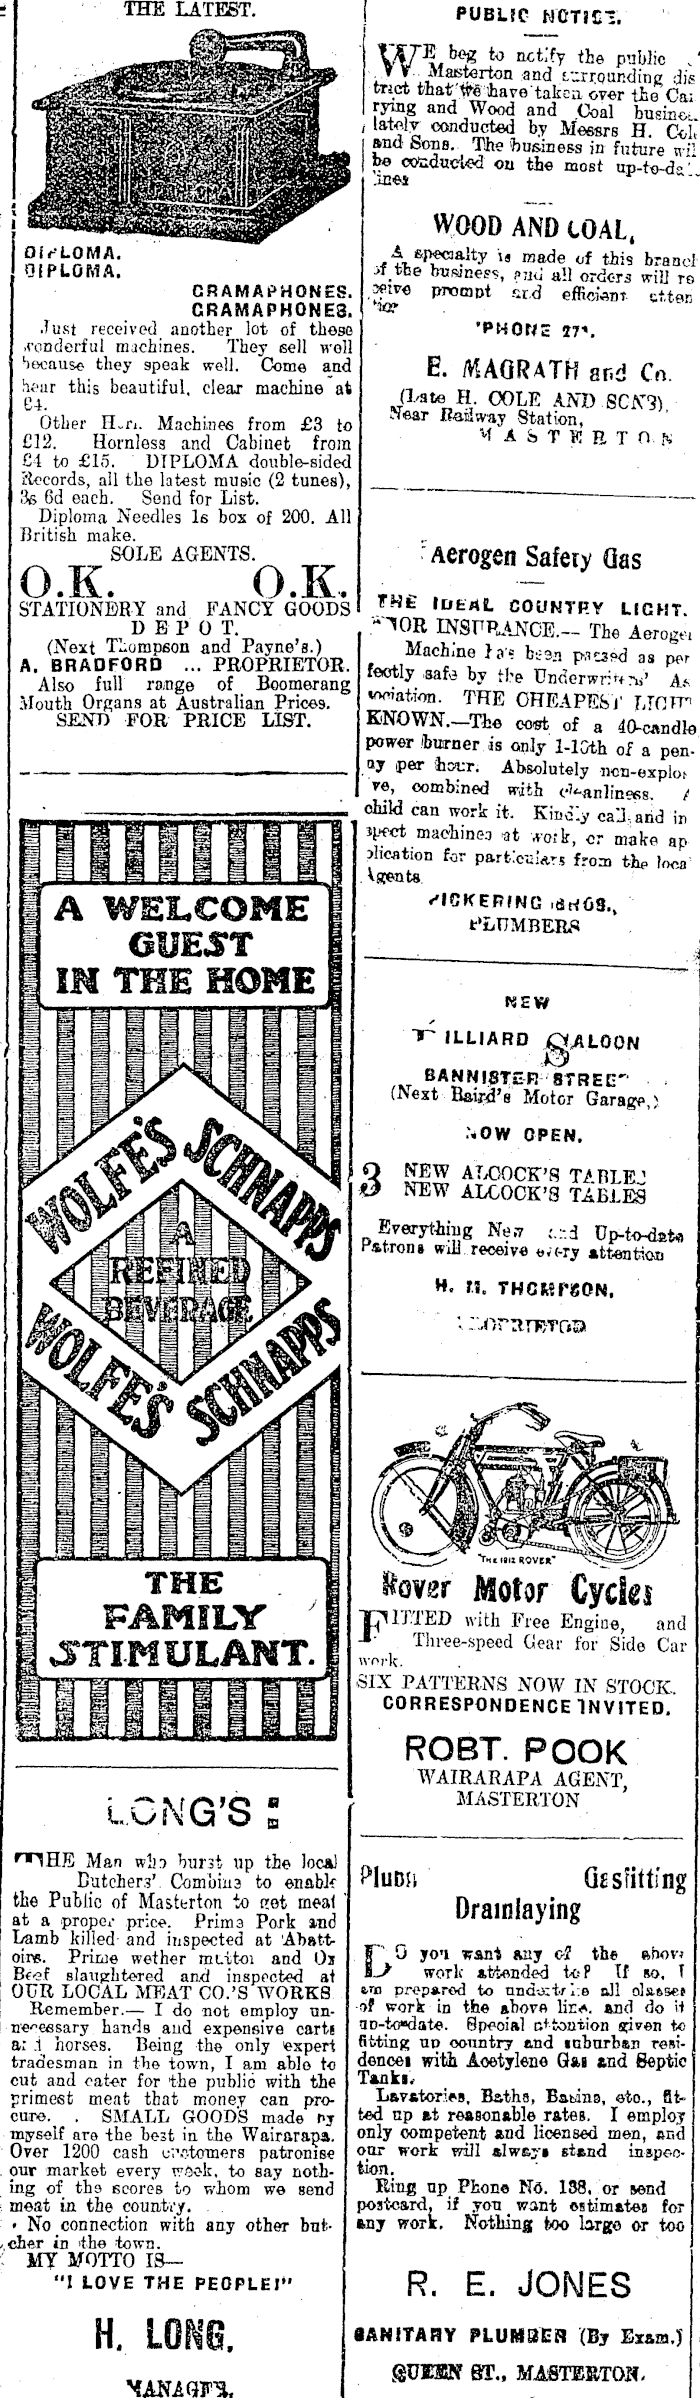 THE LATEST.
DIPLOMA.
DIPLOMA.
GRAMAPHONES.
GRAMAPHONES.
Just received another lot of these
wonderful machines. They sell well
because they speak well. Come and
hear this beautiful, clear machine at
£4.
Other Horn Machines from £3 to
£12. Hornless and Cabinet from
£4 to £15. DIPLOMA double-sided
Records, all the latest music (2 tunes),
3s 6d each. Send for List.
Diploma Needles 1s box of 200. All
British make.
SOLE AGENTS.
O.K. O.K.
STATIONERY and FANCY GOODS
DEPOT.
(Next Thompson and Payne's.)
A. BRADFORD ... PROPRIETOR.
Also full range of Boomerang
Mouth Organs at Australian Prices.
SEND FOR PRICE LIST.
A WELCOME
GUEST
IN THE HOME
WOLFE'S SCHNAPPS
A
REFINED
BEVERAGE
WOLFE'S SCHNAPPS
THE
FAMILY
STIMULANT.
LONG'S :
THE Man who burst up the local
Butchers' Combine to enable
the Public of Masterton to get meat
at a proper price. Prime Pork and
Lamb killed and inspected at Abatt-
oirs. Prime wether mutton and Ox
Beef slaughtered and inspected at
OUR LOCAL MEAT CO.'S WORKS
Remember.— I do not employ un-
necessary hands and expensive carts
and horses. Being the only expert
tradesman in the town, I am able to
cut and cater for the public with the
primest meat that money can pro-
cure. . SMALL GOODS made by
myself are the best in the Wairarapa.
Over 1200 cash customers patronise
our market every week, to say noth-
ing of the scores to whom we send
meat in the country.
No connection with any other but-
cher in the town.
MY MOTTO IS—
"I LOVE THE PEOPLE!"
H. LONG,
MANAGER.
PUBLIC NOTICE.
WE beg to notify the public
Masterton and surrounding dis
trict that we have taken over the Car
rying and Wood and Coal business
lately conducted by Messrs H. Cole
and Sons. The business in future will
be conducted on the most up-to-date
lines
WOOD AND COAL,
A specialty is made of this branch
of the business, and all orders will re
ceive prompt and efficient atten
tion
'PHONE 27.
E. MAGRATH and Co.
(Late H. COLE AND SONS),
Near Railway Station,
MASTERTON
Aerogen Safety Gas
THE IDEAL COUNTRY LIGHT.
FOR INSURANCE.— The Aerogen
Machine has been passed as per
fectly safe by the Underwriters' As
sociation. THE CHEAPEST LIGHT
KNOWN.—The cost of a 40-candle
power burner is only 1-10th of a pen-
ny per hour. Absolutely non-explosi
ve, combined with cleanliness. A
child can work it. Kindly call and in
spect machines at work, or make ap
plication for particulars from the local
Agents
PICKERING BROS.,
PLUMBERS
NEW
BILLIARD SALOON
BANNISTER STREET
(Next Baird's Motor Garage,)
NOW OPEN.
3 NEW ALCOCK'S TABLES
NEW ALCOCK'S TABLES
Everything New and Up-to-date
Patrons will receive every attention
H. H. THOMPSON,
PROPRIETOR
"THE 1912 ROVER"
Rover Motor Cycles
FITTED with Free Engine, and
Three-speed Gear for Side Car
work.
SIX PATTERNS NOW IN STOCK.
CORRESPONDENCE INVITED.
ROBT. POOK
WAIRARAPA AGENT,
MASTERTON
Plumb Gasfitting
Drainlaying
DO you want any of the above
work attended to? If so, I
am prepared to undertake all classes
of work in the above line, and do it
up-to-date. Special attention given to
fitting up country and suburban resi-
dences with Acetylene Gas and Septic
Tanks.
Lavatories, Baths, Basins, etc., fit-
ted up at reasonable rates. I employ
only competent and licensed men, and
our work will always stand inspec-
tion.
Ring up Phone No. 138, or send
postcard, if you want estimates for
any work. Nothing too large or too
R. E. JONES
SANITARY PLUMBER (By Exam.)
QUEEN ST., MASTERTON.